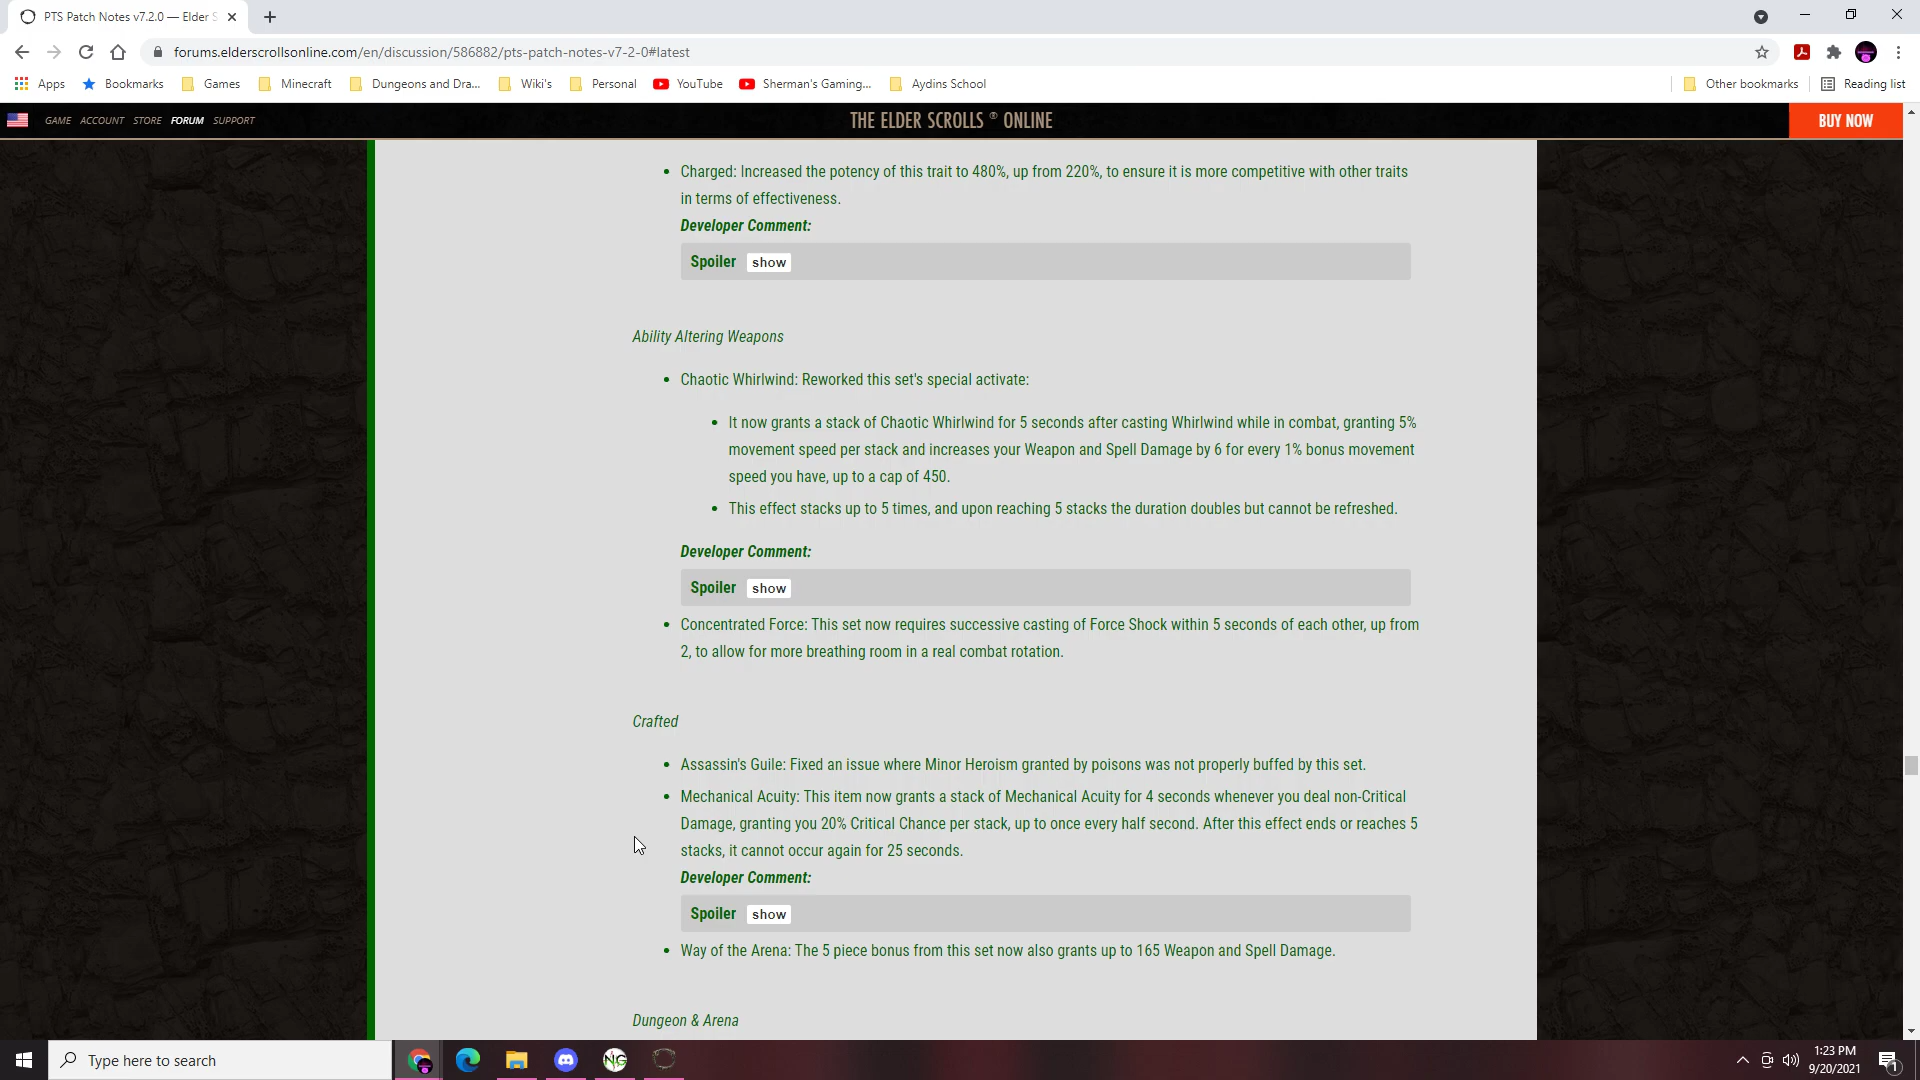 PTS Patch Notes v7.2.0 — Elder S
forums.elderscrollsonline.com/en/discussion/586882/pts-patch-notes-v7-2-0#latest
Apps Bookmarks Games Minecraft Dungeons and Dra... Wiki's Personal YouTube Sherman's Gaming... Aydins School Other bookmarks Reading list
GAME ACCOUNT STORE FORUM SUPPORT THE ELDER SCROLLS ® ONLINE BUY NOW
• Charged: Increased the potency of this trait to 480%, up from 220%, to ensure it is more competitive with other traits
in terms of effectiveness.
Developer Comment:
Spoiler show
Ability Altering Weapons
• Chaotic Whirlwind: Reworked this set's special activate:
• It now grants a stack of Chaotic Whirlwind for 5 seconds after casting Whirlwind while in combat, granting 5%
movement speed per stack and increases your Weapon and Spell Damage by 6 for every 1% bonus movement
speed you have, up to a cap of 450.
• This effect stacks up to 5 times, and upon reaching 5 stacks the duration doubles but cannot be refreshed.
Developer Comment:
Spoiler show
• Concentrated Force: This set now requires successive casting of Force Shock within 5 seconds of each other, up from
2, to allow for more breathing room in a real combat rotation.
Crafted
• Assassin's Guile: Fixed an issue where Minor Heroism granted by poisons was not properly buffed by this set.
• Mechanical Acuity: This item now grants a stack of Mechanical Acuity for 4 seconds whenever you deal non-Critical
Damage, granting you 20% Critical Chance per stack, up to once every half second. After this effect ends or reaches 5
stacks, it cannot occur again for 25 seconds.
Developer Comment:
Spoiler show
• Way of the Arena: The 5 piece bonus from this set now also grants up to 165 Weapon and Spell Damage.
Dungeon & Arena
Type here to search
NG
1:23 PM
9/20/2021
1